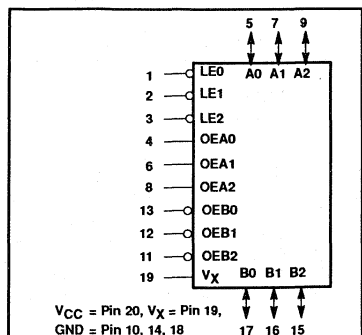 5 7 9
1 LE0 A0 A1 A2
2 LE1
3 LE2
4 OEA0
6 OEA1
8 OEA2
13 OEB0
12 OEB1
11 OEB2
19 VX B0 B1 B2
VCC = Pin 20, VX = Pin 19,
GND = Pin 10, 14, 18 17 16 15